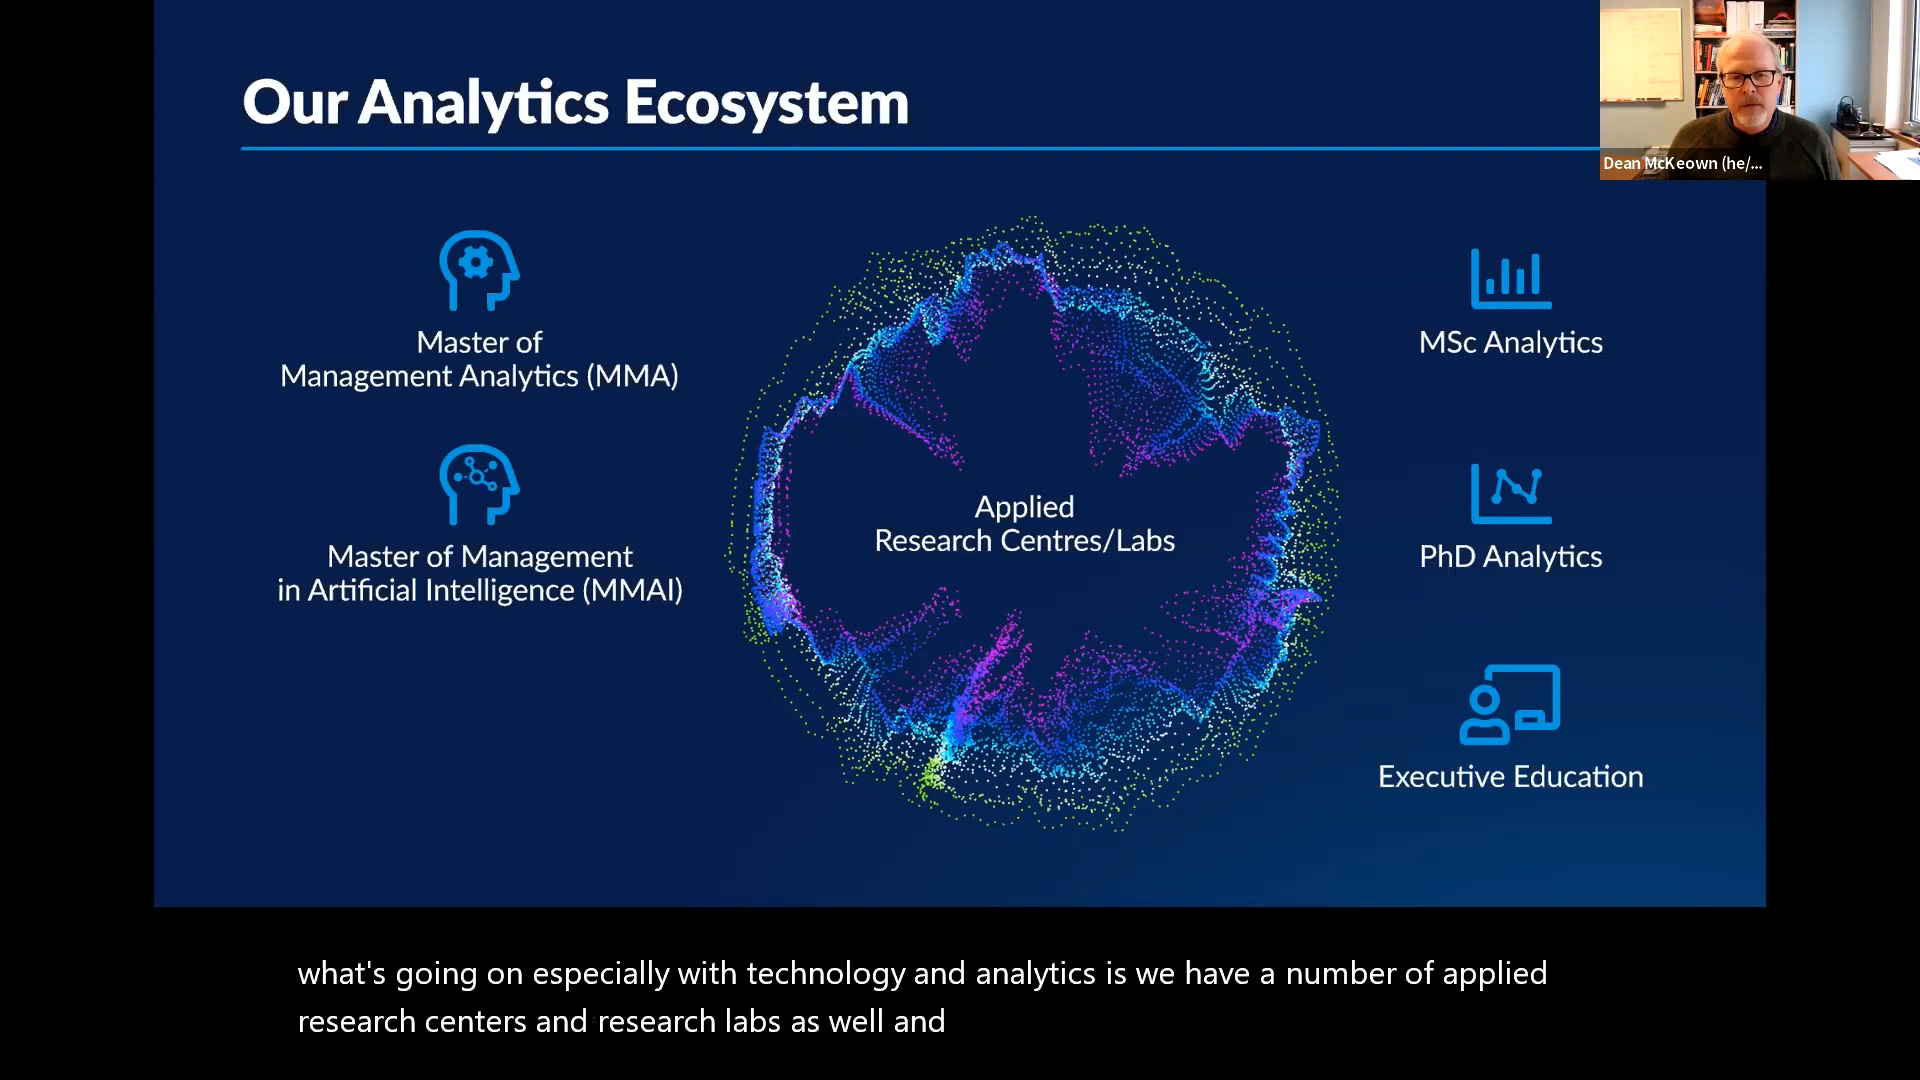 Our Analytics Ecosystem
Dean McKeown (he/...
Master of
Management Analytics (MMA)
Master of Management
in Artificial Intelligence (MMAI)
Applied
Research Centres/Labs
MSc Analytics
PhD Analytics
Executive Education
what's going on especially with technology and analytics is we have a number of applied
research centers and research labs as well and